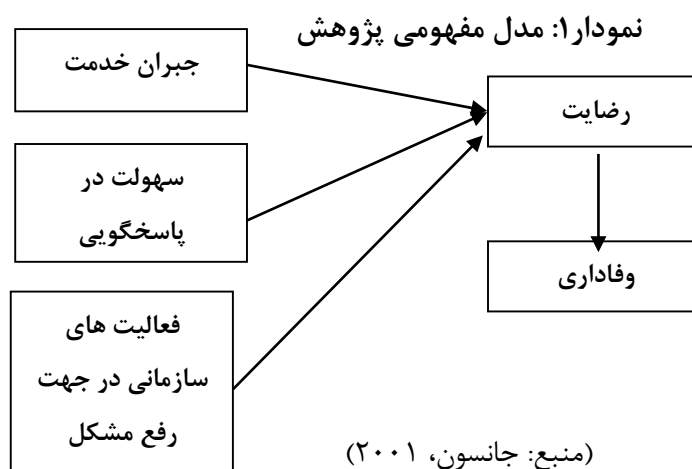 نمودار۱: مدل مفهومی پژوهش
جبران خدمت
رضایت
سهولت در
پاسخگویی
وفاداری
فعالیت های
سازمانی در جهت
رفع مشکل
(منبع: جانسون، ۲۰۰۱)